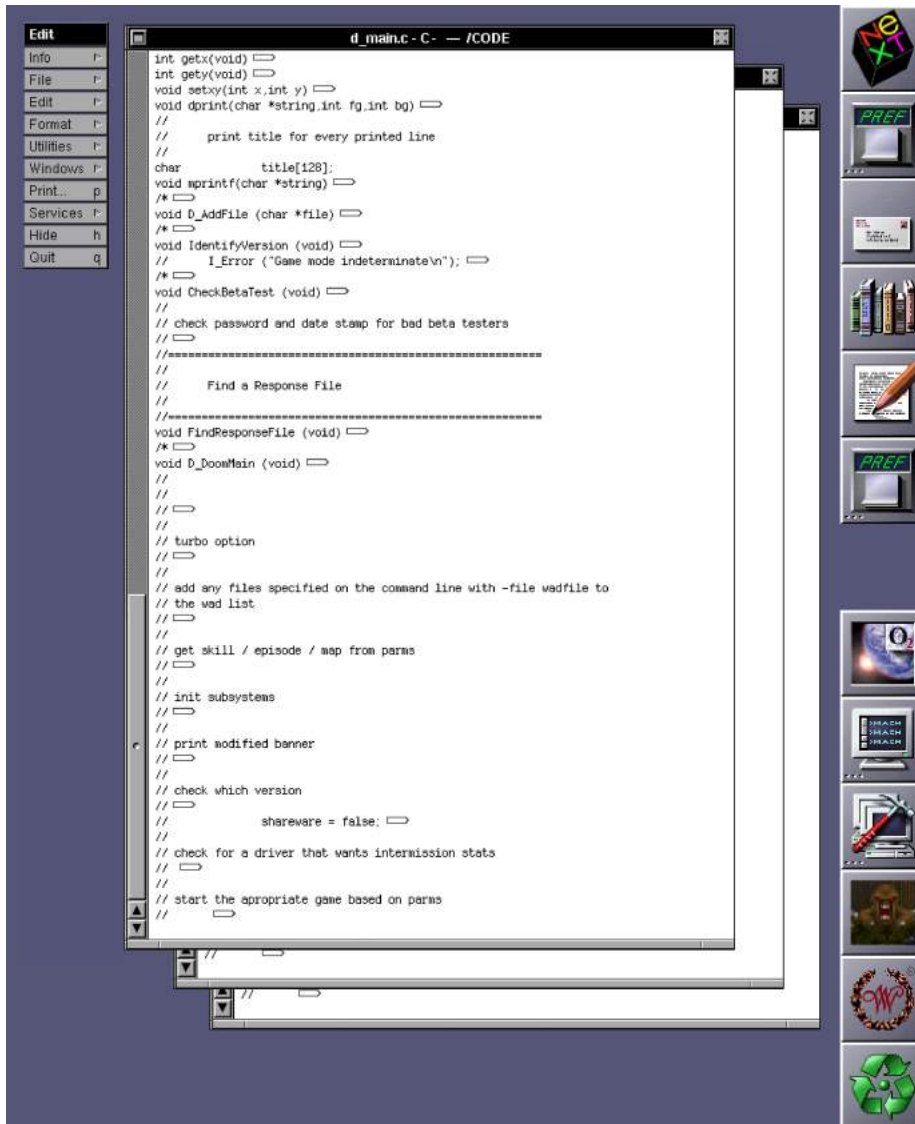 Edit
Info
File
Edit
Format
Utilities
Windows
Print... p
Services
Hide h
Quit q
d_main.c - C - — /CODE
int getx(void)
int gety(void)
void setxy(int x,int y)
void dprint(char *string,int fg,int bg)
//
// print title for every printed line
//
char title[128];
void mprintf(char *string)
/*
void D_AddFile (char *file)
/*
void IdentifyVersion (void)
// I_Error ("Game mode indeterminate\n");
/*
void CheckBetaTest (void)
//
// check password and date stamp for bad beta testers
//
//========================================================
//
// Find a Response File
//
//========================================================
void FindResponseFile (void)
/*
void D_DoomMain (void)
//
//
//
//
// turbo option
//
//
// add any files specified on the command line with -file wadfile to
// the wad list
//
//
// get skill / episode / map from parms
//
//
// init subsystems
//
//
// print modified banner
//
//
// check which version
//
// shareware = false;
//
// check for a driver that wants intermission stats
//
//
// start the apropriate game based on parms
//
//
//
NeXT
PREF
PREF
O2
MACH
MACH
MACH
W